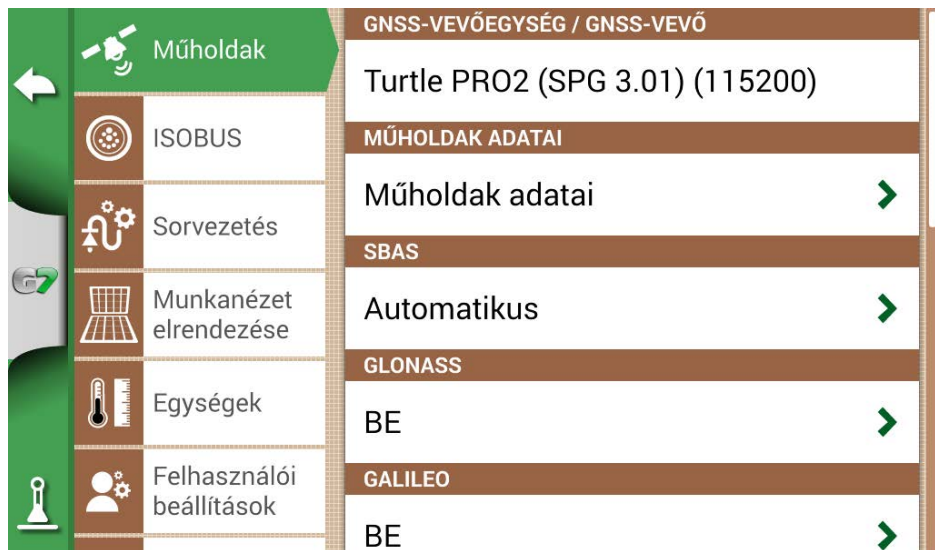 Műholdak
ISOBUS
Sorvezetés
G7
Munkanézet
elrendezése
Egységek
Felhasználói
beállítások
GNSS-VEVŐEGYSÉG / GNSS-VEVŐ
Turtle PRO2 (SPG 3.01) (115200)
MŰHOLDAK ADATAI
Műholdak adatai
SBAS
Automatikus
GLONASS
BE
GALILEO
BE